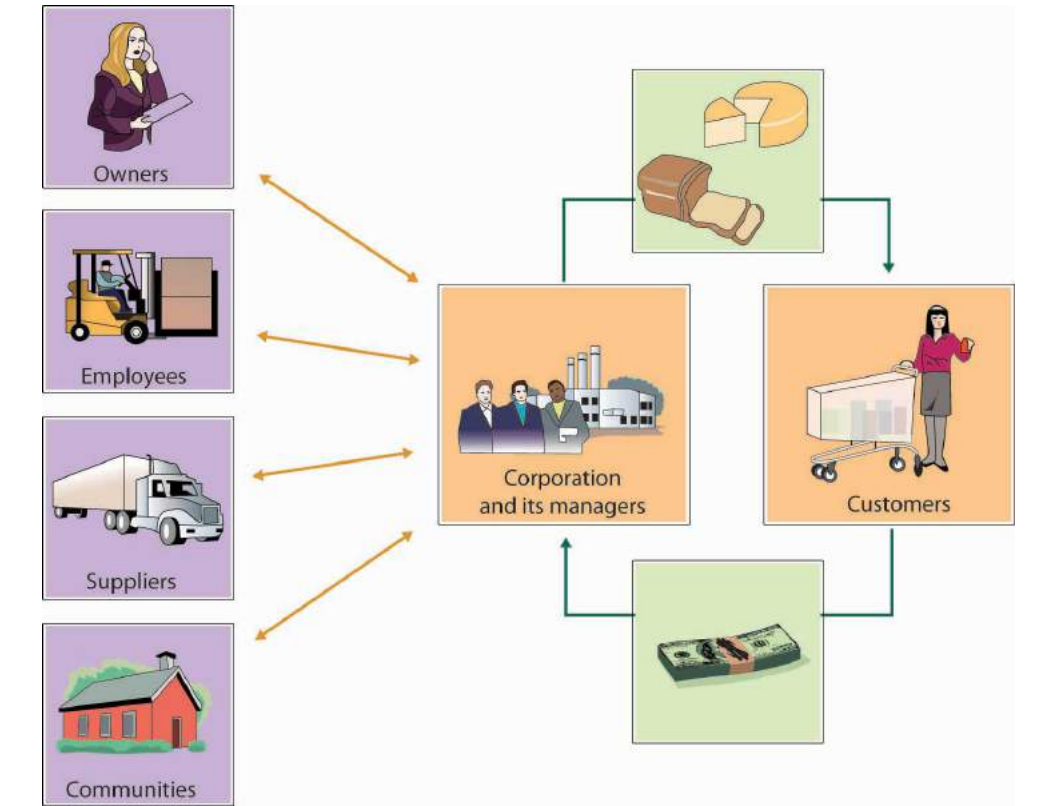 Owners
Employees
Suppliers
Communities
Corporation
and its managers
Customers